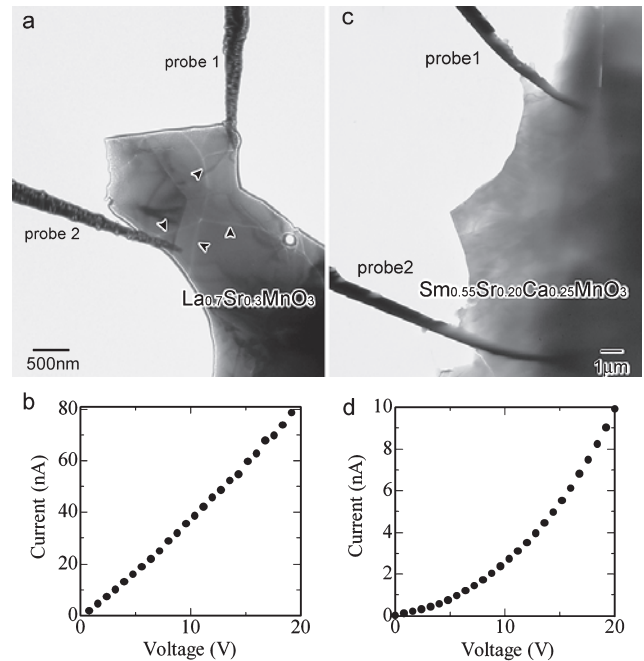 a
probe 1
probe 2
La0.7Sr0.3MnO3
500nm
c
probe1
probe2
Sm0.55Sr0.20Ca0.25MnO3
1μm
b
80
60
40
20
0
0
10
20
Current (nA)
Voltage (V)
d
10
8
6
4
2
0
0
10
20
Current (nA)
Voltage (V)